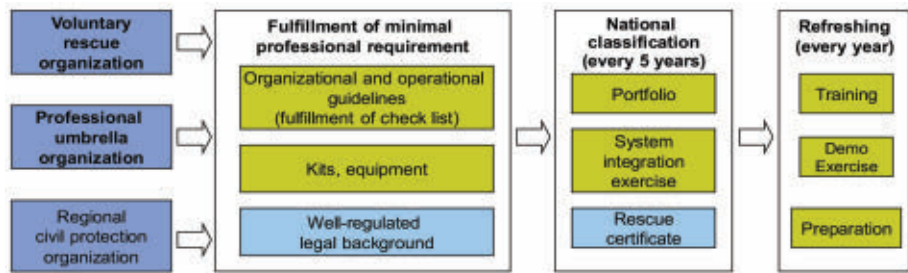 Voluntary
rescue
organization
Professional
umbrella
organization
Regional
civil protection
organization
Fulfillment of minimal
professional requirement
Organizational and operational
guidelines
(fulfillment of check list)
Kits, equipment
Well-regulated
legal background
National
classification
(every 5 years)
Portfolio
System
integration
exercise
Rescue
certificate
Refreshing
(every year)
Training
Demo
Exercise
Preparation